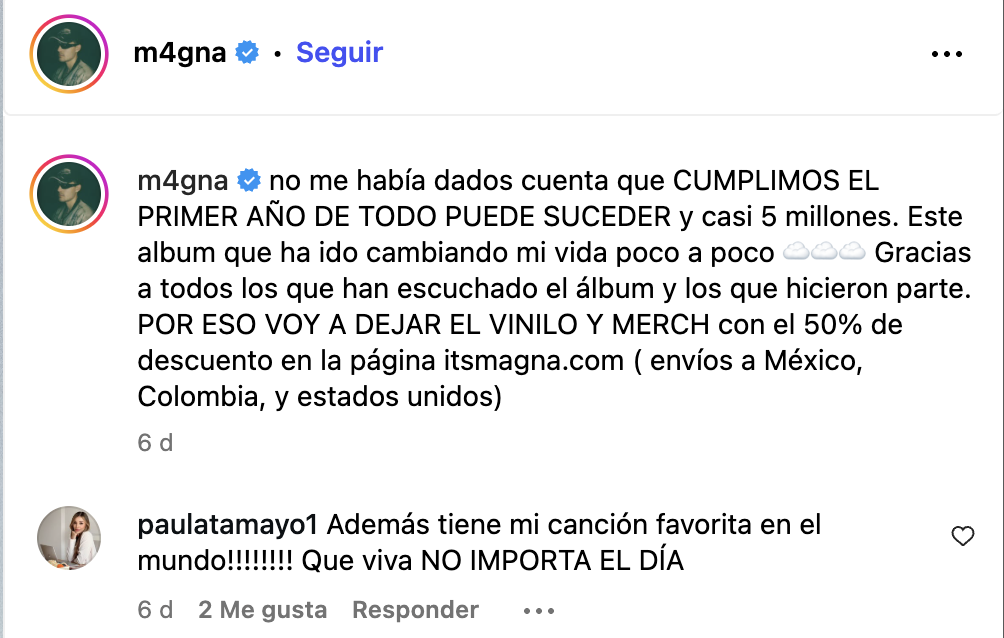 m4gna • Seguir
m4gna no me había dados cuenta que CUMPLIMOS EL
PRIMER AÑO DE TODO PUEDE SUCEDER y casi 5 millones. Este
album que ha ido cambiando mi vida poco a poco ☁️☁️☁️ Gracias
a todos los que han escuchado el álbum y los que hicieron parte.
POR ESO VOY A DEJAR EL VINILO Y MERCH con el 50% de
descuento en la página itsmagna.com ( envíos a México,
Colombia, y estados unidos)
6 d
paulatamayo1 Además tiene mi canción favorita en el
mundo!!!!!!!! Que viva NO IMPORTA EL DÍA
6 d 2 Me gusta Responder